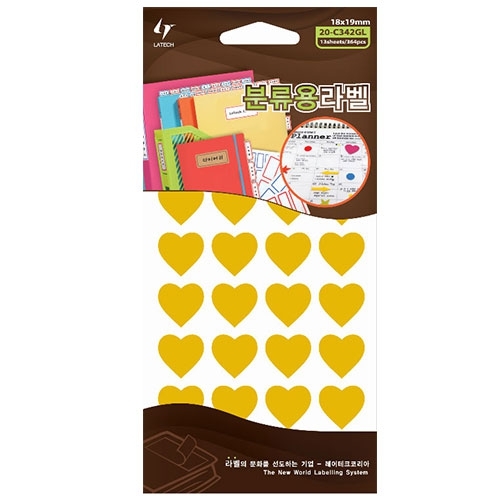 LATECH
18x19mm
20-C342GL
13sheets/364pcs
분류용라벨
Planner
라벨의 문화를 선도하는 기업 - 레이테크코리아
The New World Labelling System